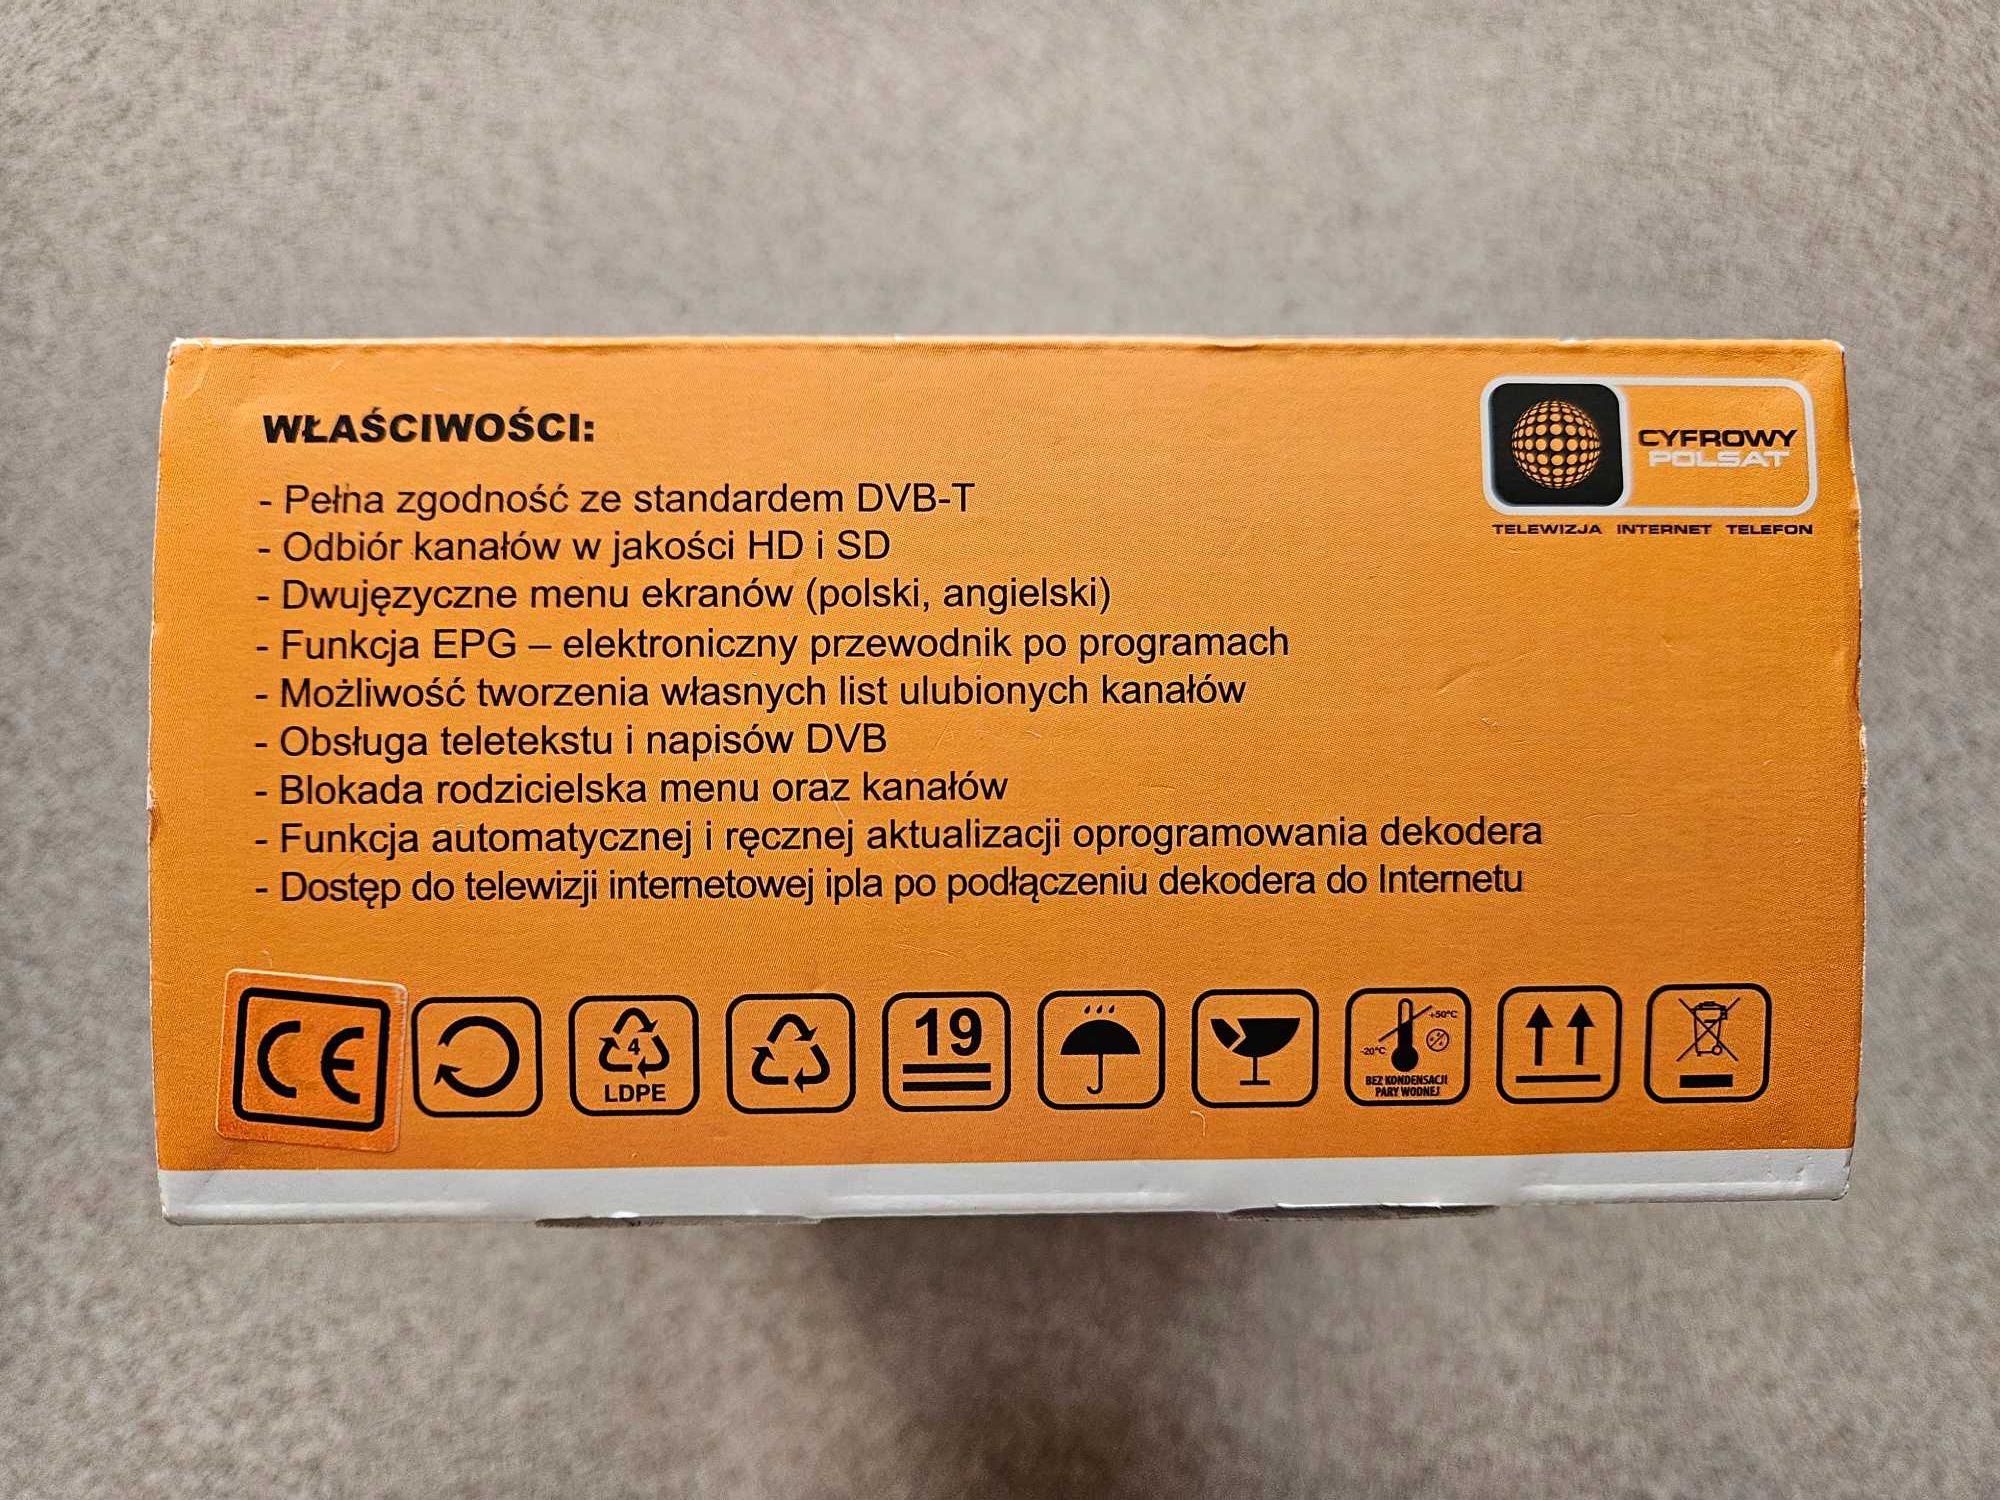 WŁAŚCIWOŚCI:
CYFROWY
POLSAT
TELEWIZJA INTERNET TELEFON
- Pełna zgodność ze standardem DVB-T
- Odbiór kanałów w jakości HD i SD
- Dwujęzyczne menu ekranów (polski, angielski)
- Funkcja EPG – elektroniczny przewodnik po programach
- Możliwość tworzenia własnych list ulubionych kanałów
- Obsługa teletekstu i napisów DVB
- Blokada rodzicielska menu oraz kanałów
- Funkcja automatycznej i ręcznej aktualizacji oprogramowania dekodera
- Dostęp do telewizji internetowej ipla po podłączeniu dekodera do Internetu
CE
4
LDPE
19
+50°C
-20°C
BEZ KONDENSACJI
PARY WODNEJ